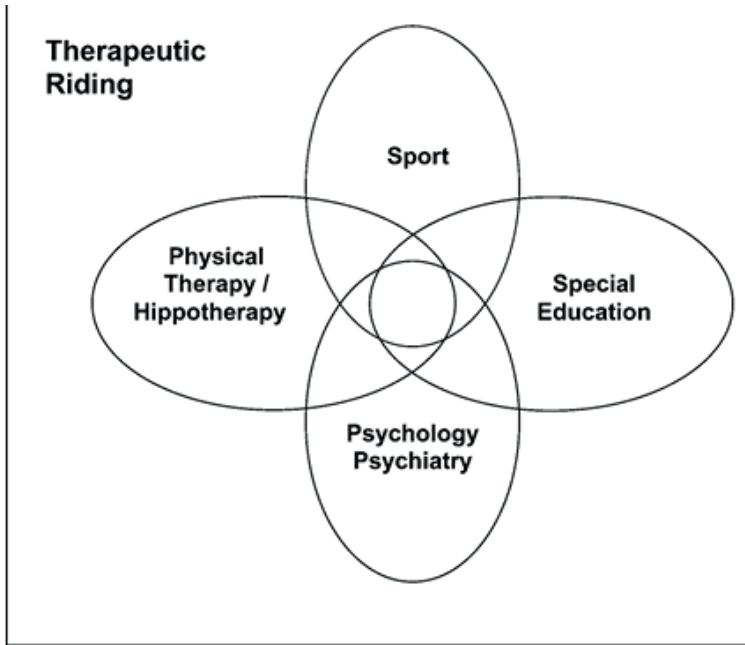 Therapeutic
Riding
Sport
Physical
Therapy /
Hippotherapy
Special
Education
Psychology
Psychiatry